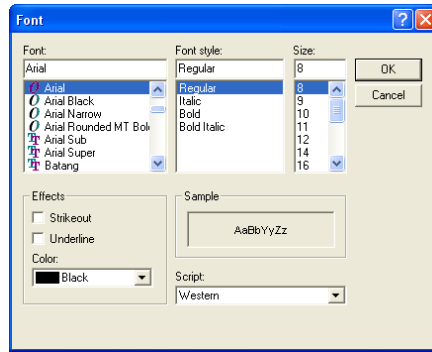 Font
Font:
Arial
Arial
Arial Black
Arial Narrow
Arial Rounded MT Bol
Arial Sub
Arial Super
Batang
Font style:
Regular
Regular
Italic
Bold
Bold Italic
Size:
8
8
9
10
11
12
14
16
OK
Cancel
Effects
Strikeout
Underline
Color:
Black
Sample
AaBbYyZz
Script:
Western